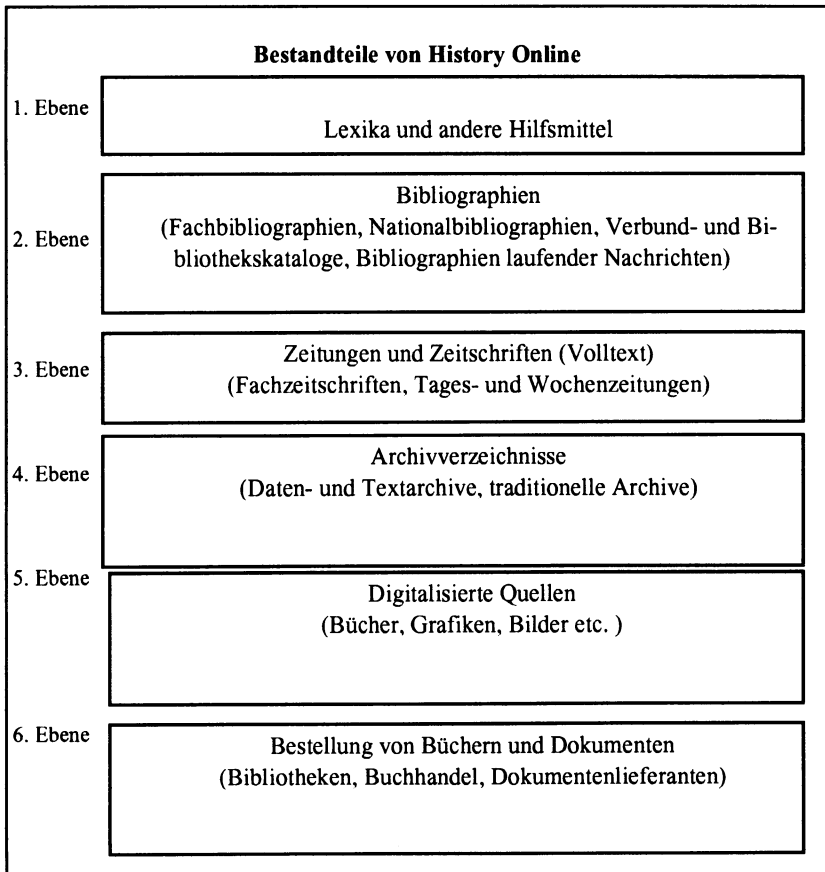 Bestandteile von History Online
1. Ebene
Lexika und andere Hilfsmittel
Bibliographien
(Fachbibliographien, Nationalbibliographien, Verbund- und Bi-
2. Ebene
bliothekskataloge, Bibliographien laufender Nachrichten)
Zeitungen und Zeitschriften (Volltext)
3. Ebene
(Fachzeitschriften, Tages- und Wochenzeitungen)
Archivverzeichnisse
4. Ebene
(Daten- und Textarchive, traditionelle Archive)
5. Ebene
Digitalisierte Quellen
(Bücher, Grafiken, Bilder etc. )
6. Ebene
Bestellung von Büchern und Dokumenten
(Bibliotheken, Buchhandel, Dokumentenlieferanten)